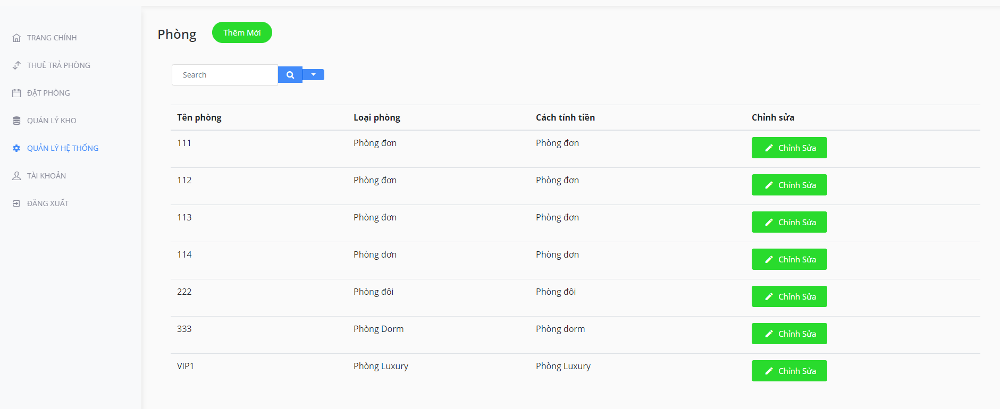 TRANG CHÍNH
THUÊ TRẢ PHÒNG
ĐẶT PHÒNG
QUẢN LÝ KHO
QUẢN LÝ HỆ THỐNG
TÀI KHOẢN
ĐĂNG XUẤT
Phòng Thêm Mới
Search
Tên phòng Loại phòng Cách tính tiền Chỉnh sửa
111 Phòng đơn Phòng đơn Chỉnh Sửa
112 Phòng đơn Phòng đơn Chỉnh Sửa
113 Phòng đơn Phòng đơn Chỉnh Sửa
114 Phòng đơn Phòng đơn Chỉnh Sửa
222 Phòng đôi Phòng đôi Chỉnh Sửa
333 Phòng Dorm Phòng dorm Chỉnh Sửa
VIP1 Phòng Luxury Phòng Luxury Chỉnh Sửa